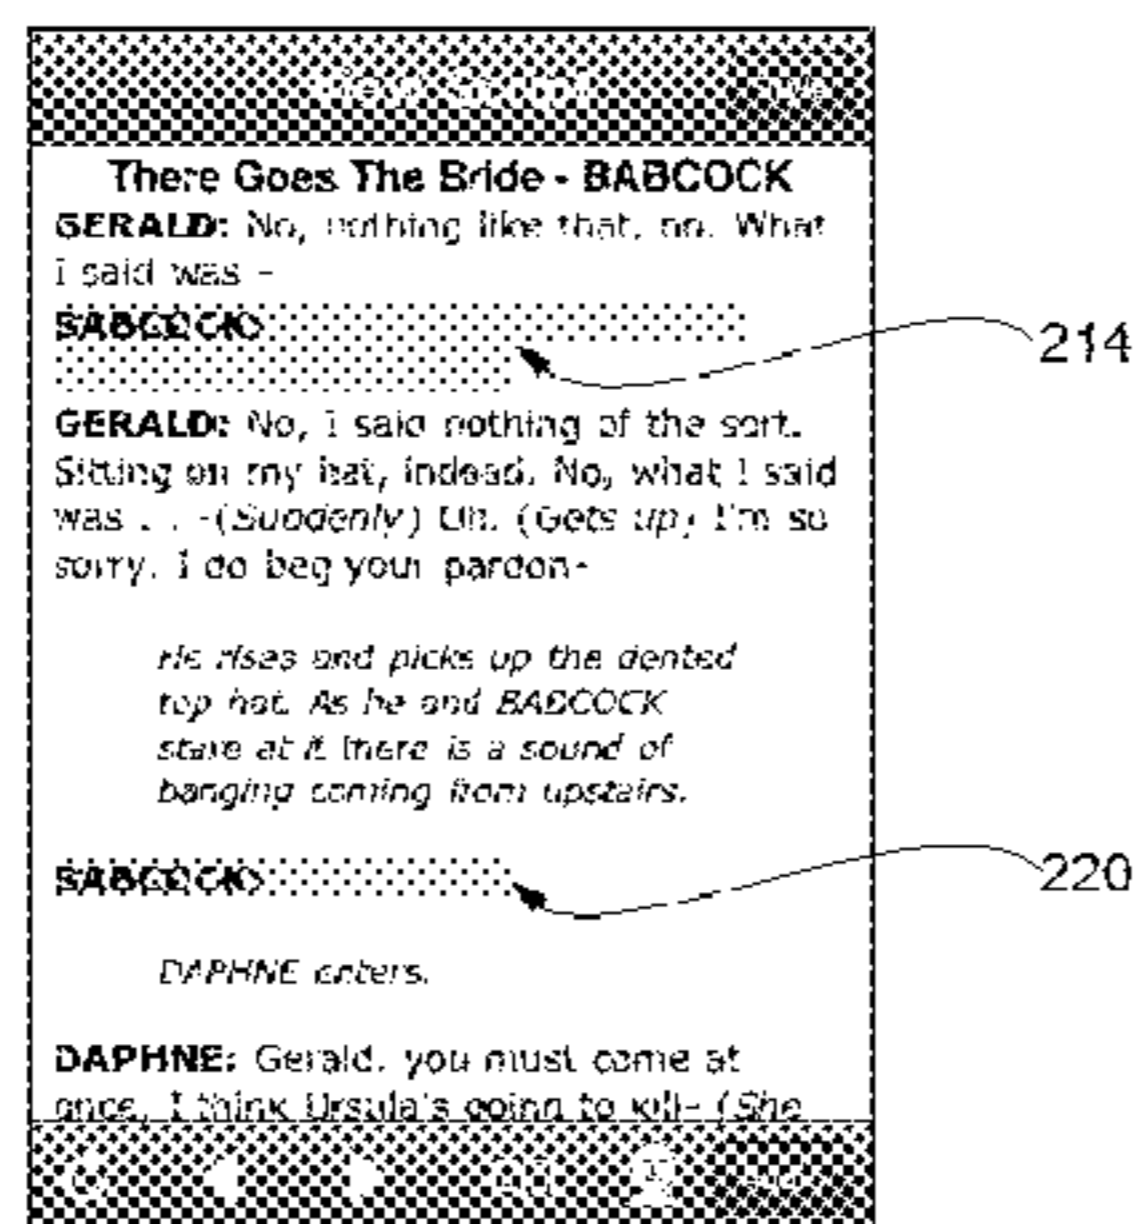 View Script
There Goes The Bride - BABCOCK
GERALD: No, nothing like that, no. What
I said was -
BABCOCK:
214
GERALD: No, I said nothing of the sort.
Sitting on my hat, indeed. No, what I said
was . . -(Suddenly) Oh. (Gets up) I'm so
sorry. I do beg your pardon-
He rises and picks up the dented
top hat. As he and BABCOCK
stare at it there is a sound of
banging coming from upstairs.
BABCOCK:
220
DAPHNE enters.
DAPHNE: Gerald, you must come at
once, I think Ursula's going to kill- (She